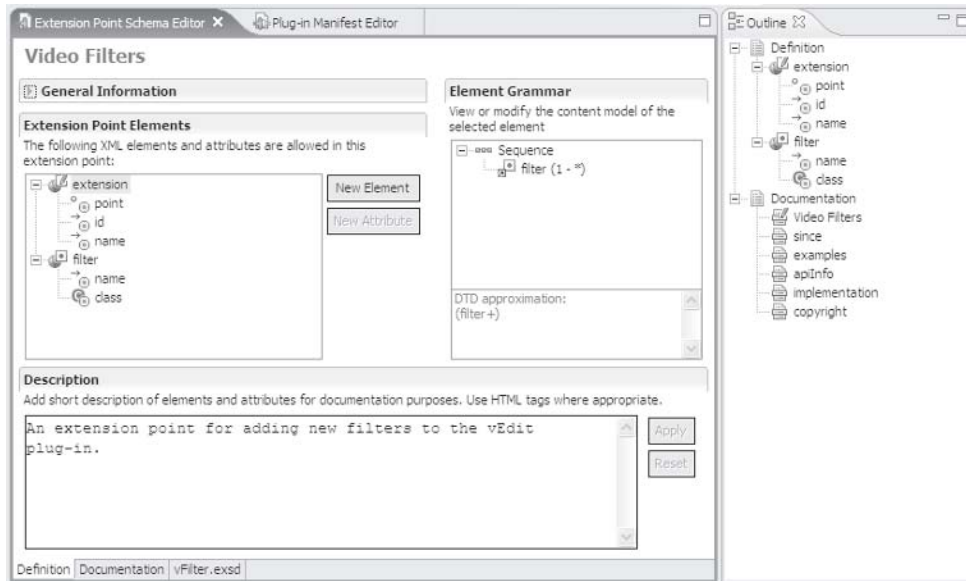 Extension Point Schema Editor
Plug-in Manifest Editor
Video Filters
General Information
Extension Point Elements
The following XML elements and attributes are allowed in this
extension point:
extension
point
id
name
filter
name
class
New Element
New Attribute
Element Grammar
View or modify the content model of the
selected element
Sequence
filter (1 - *)
DTD approximation:
(filter+)
Description
Add short description of elements and attributes for documentation purposes. Use HTML tags where appropriate.
An extension point for adding new filters to the vEdit
plug-in.
Apply
Reset
Definition
Documentation
vFilter.exsd
Outline
Definition
extension
point
id
name
filter
name
class
Documentation
Video Filters
since
examples
apiInfo
implementation
copyright